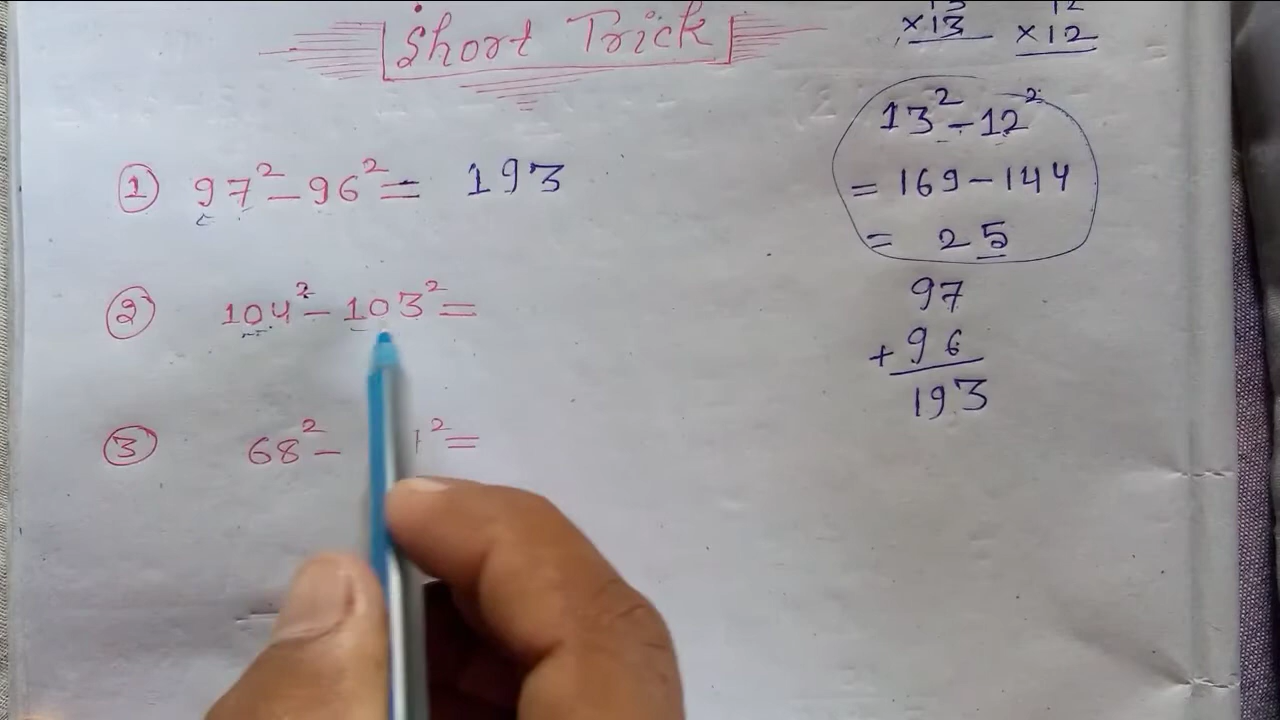 Short Trick
×13 ×12
① 97² - 96² = 193
② 104² - 103² =
③ 68² - ²=
13² - 12²
= 169 - 144
= 25
97
+ 96
193